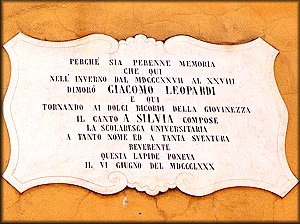 PERCHÈ SIA PERENNE MEMORIA
CHE QUI
NELL' INVERNO DAL MDCCCXXVII AL XXVIII
DIMORÒ GIACOMO LEOPARDI
E QUI
TORNANDO AI DOLCI RICORDI DELLA GIOVINEZZA
IL CANTO A SILVIA COMPOSE
LA SCOLARESCA UNIVERSITARIA
A TANTO NOME ED A TANTA SVENTURA
REVERENTE
QUESTA LAPIDE PONEVA
IL VI GIUGNO DEL MDCCCLXXX